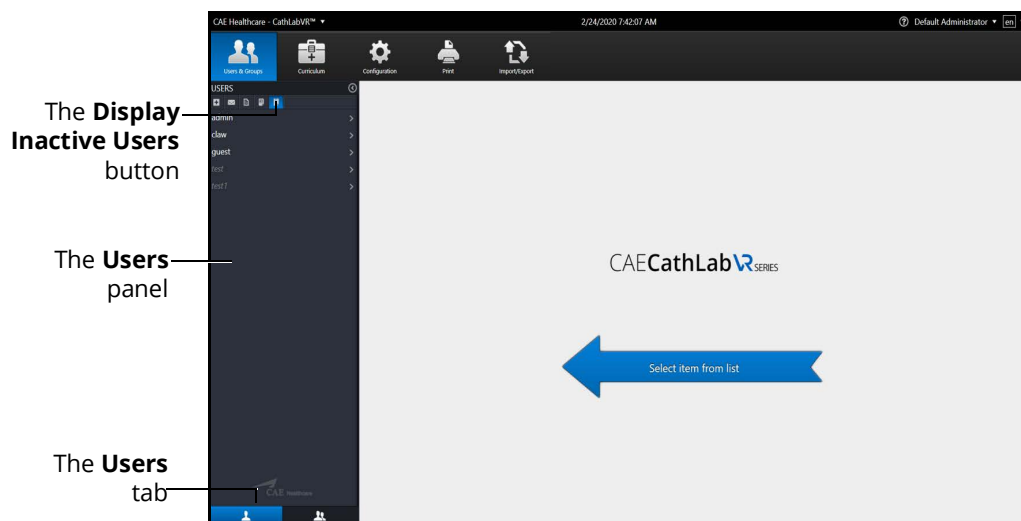 CAE Healthcare - CathLabVR™
2/24/2020 7:42:07 AM
Default Administrator
en
Users & Groups
Curriculum
Configuration
Print
Import/Export
USERS
The Display
Inactive Users
button
admin
claw
guest
test
test1
The Users
panel
CAECathLabVR SERIES
Select item from list
The Users
tab
CAE Healthcare